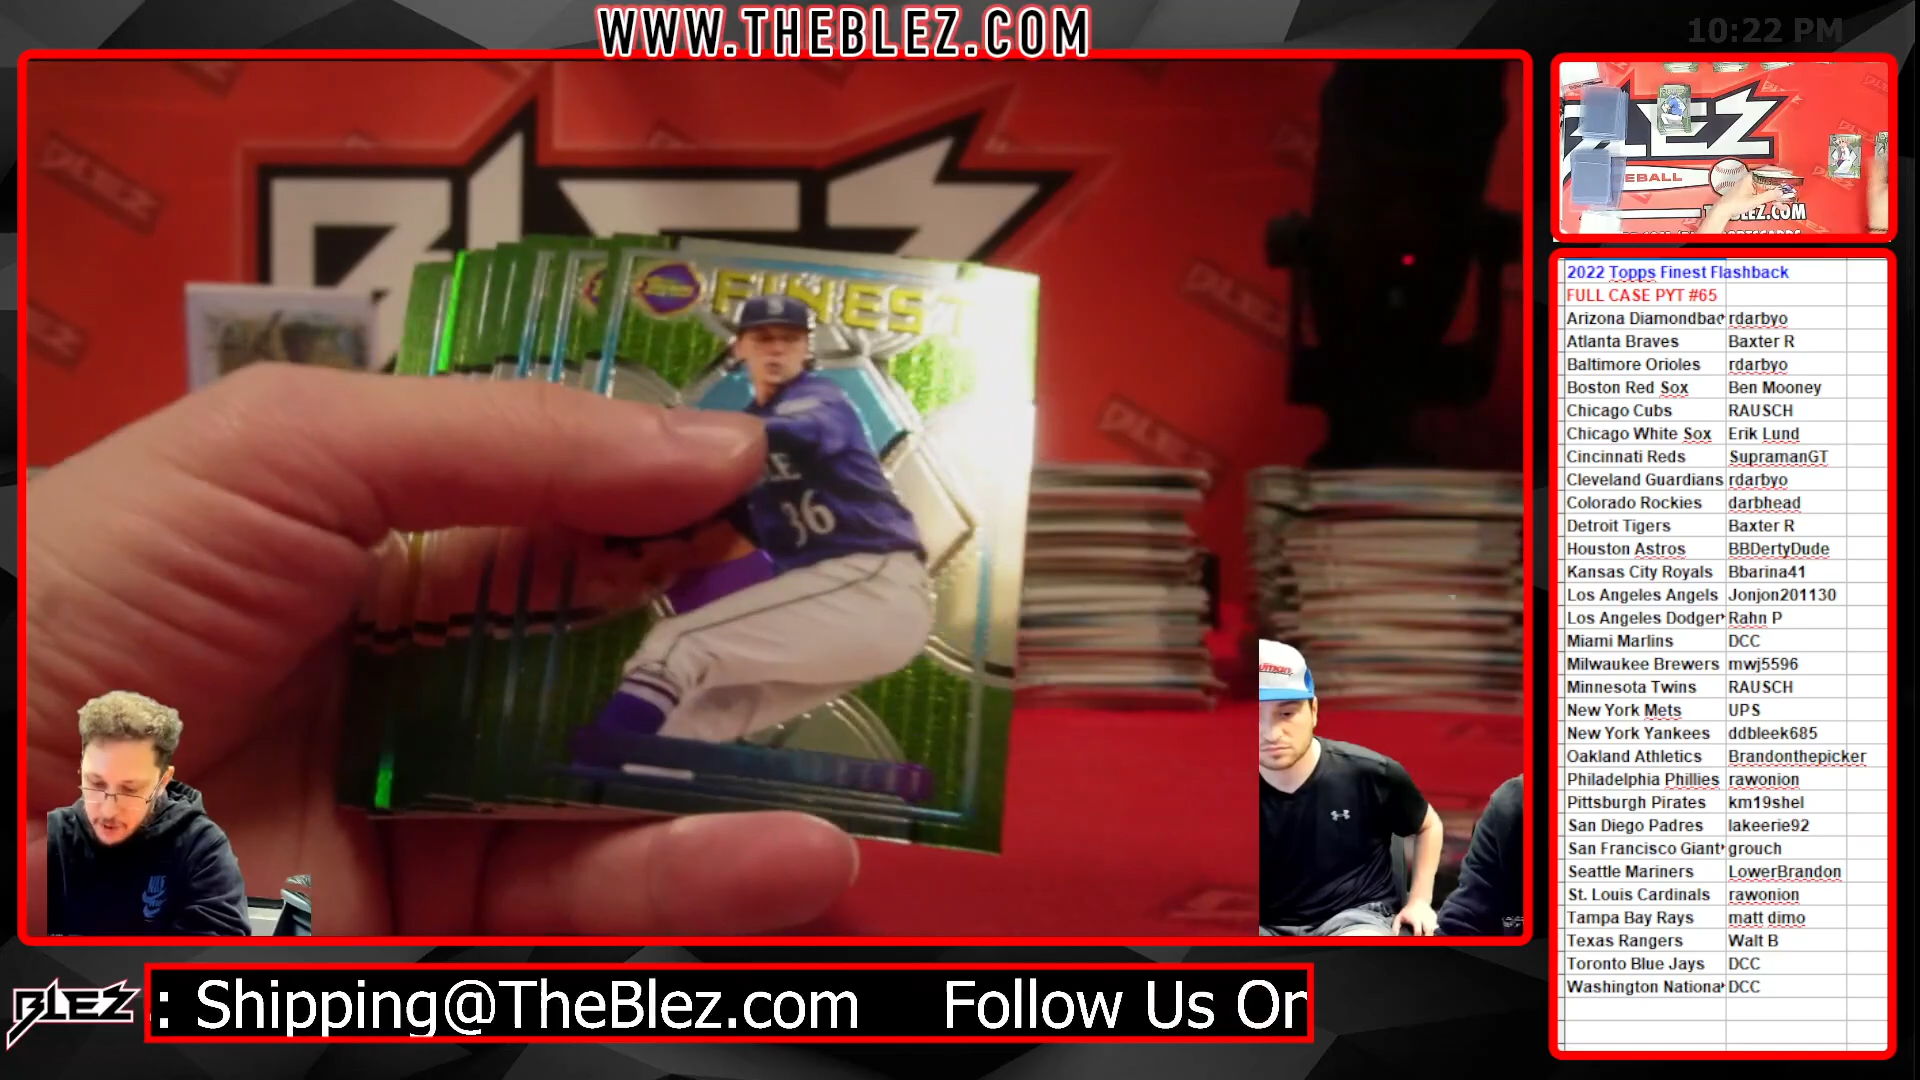 WWW.THEBLEZ.COM
10:22 PM
BLEZ
FINEST
36
BLEZ
EBALL
2022 Topps Finest Flashback
FULL CASE PYT #65
Arizona Diamondbac rdarbyo
Atlanta Braves Baxter R
Baltimore Orioles rdarbyo
Boston Red Sox Ben Mooney
Chicago Cubs RAUSCH
Chicago White Sox Erik Lund
Cincinnati Reds SupramanGT
Cleveland Guardians rdarbyo
Colorado Rockies darbhead
Detroit Tigers Baxter R
Houston Astros BBDertyDude
Kansas City Royals Bbarina41
Los Angeles Angels Jonjon201130
Los Angeles Dodger Rahn P
Miami Marlins DCC
Milwaukee Brewers mwj5596
Minnesota Twins RAUSCH
New York Mets UPS
New York Yankees ddbleek685
Oakland Athletics Brandonthepicker
Philadelphia Phillies rawonion
Pittsburgh Pirates km19shel
San Diego Padres lakeerie92
San Francisco Giant grouch
Seattle Mariners LowerBrandon
St. Louis Cardinals rawonion
Tampa Bay Rays matt dimo
Texas Rangers Walt B
Toronto Blue Jays DCC
Washington Nationa DCC
BLEZ
: Shipping@TheBlez.com Follow Us On